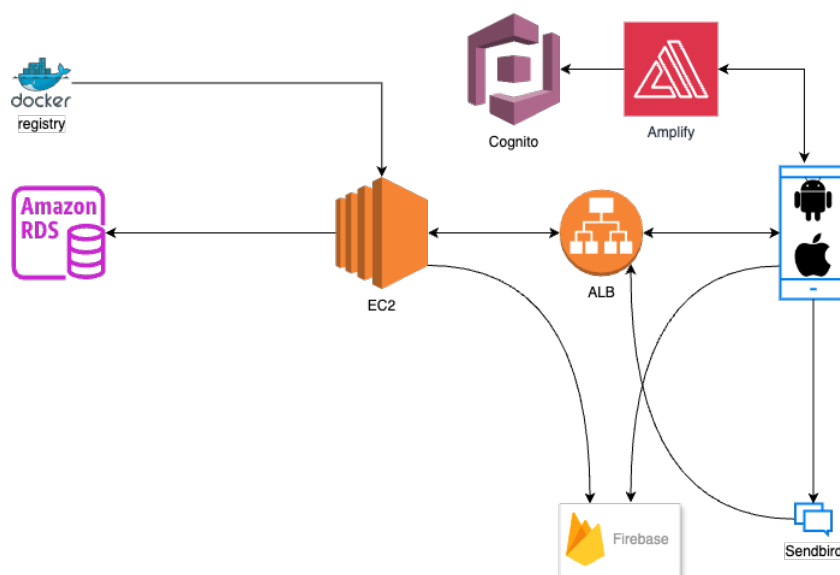 docker
registry
Cognito
Amplify
Amazon
RDS
EC2
ALB
Firebase
Sendbird